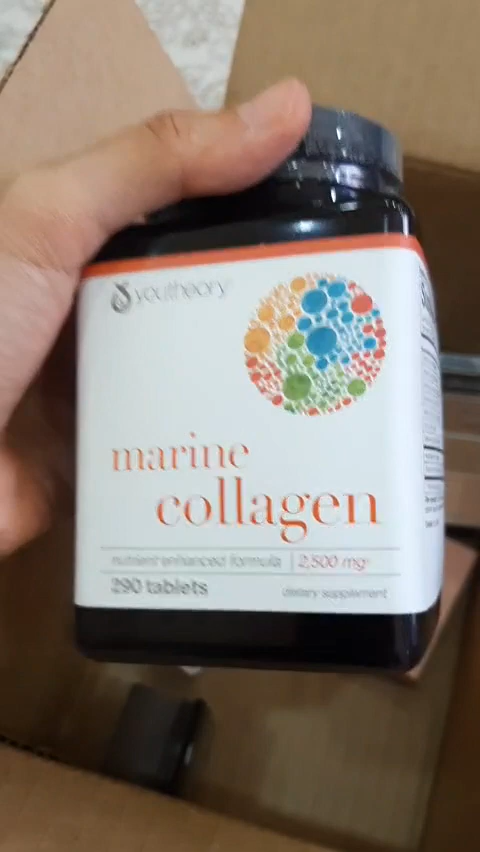 youtheory
marine
collagen
nutrient enhanced formula 2,500 mg*
290 tablets
dietary supplement